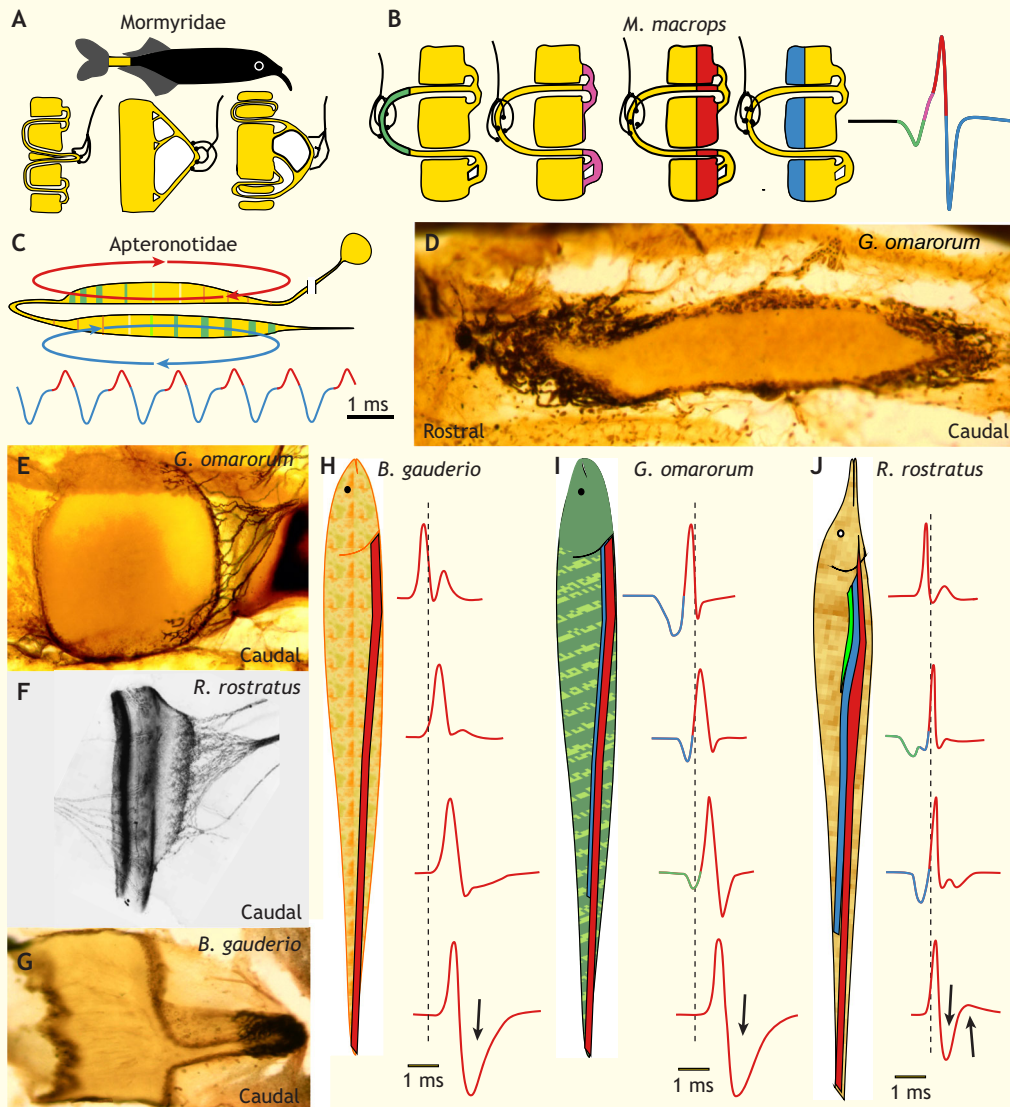 A
Mormyridae
B
M. macrops
C
Apteronotidae
1 ms
D
G. omarorum
Rostral
Caudal
E
G. omarorum
Caudal
F
R. rostratus
Caudal
G
B. gauderio
Caudal
H
B. gauderio
1 ms
I
G. omarorum
1 ms
J
R. rostratus
1 ms